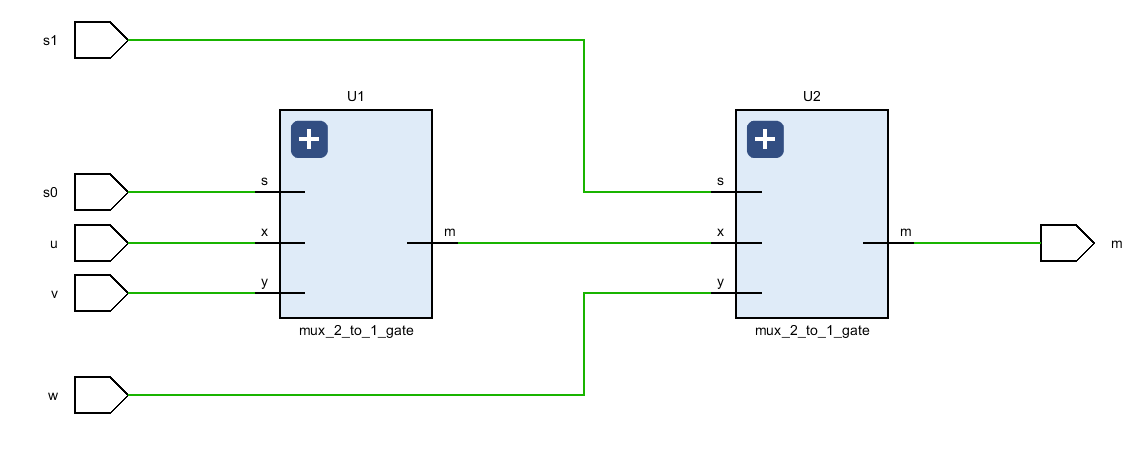 s1
U1
U2
s
s
s0
x
m
x
m
u
m
y
y
v
mux_2_to_1_gate
mux_2_to_1_gate
w